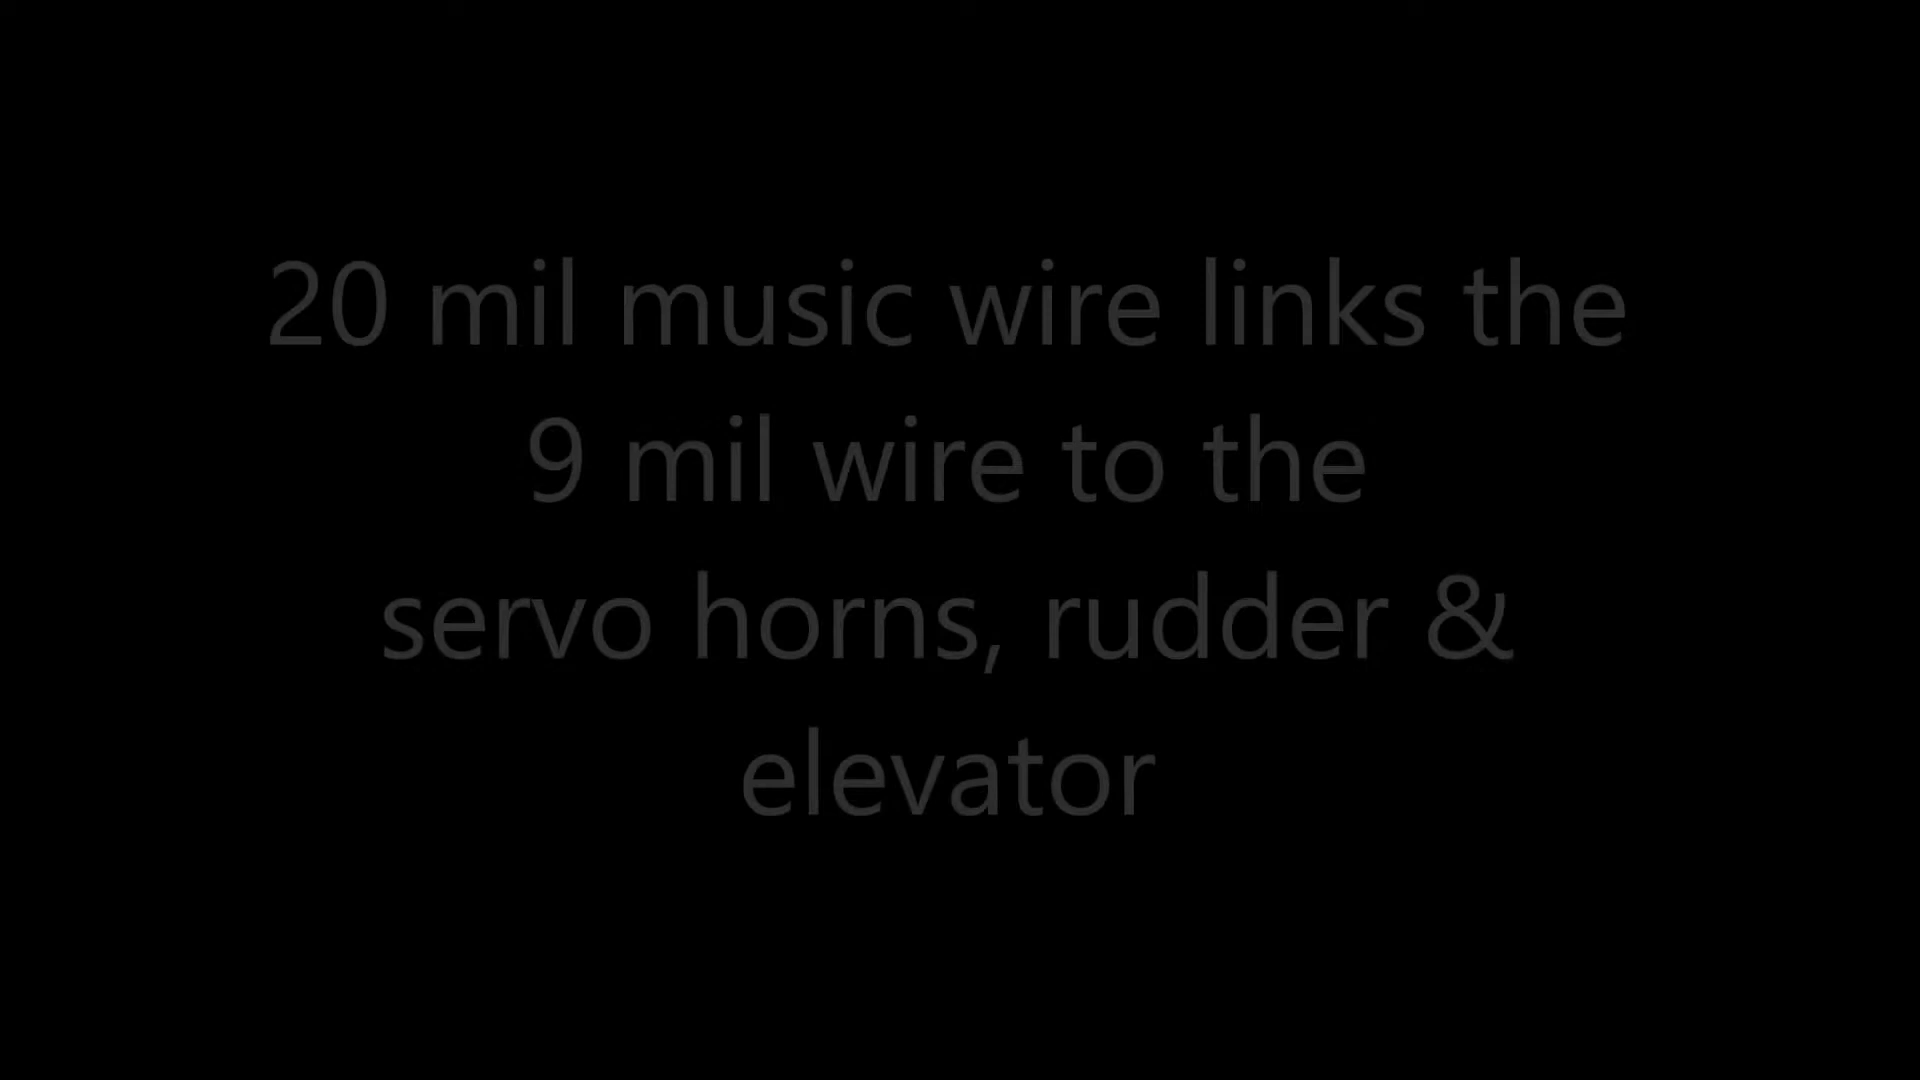 20 mil music wire links the
9 mil wire to the
servo horns, rudder &
elevator